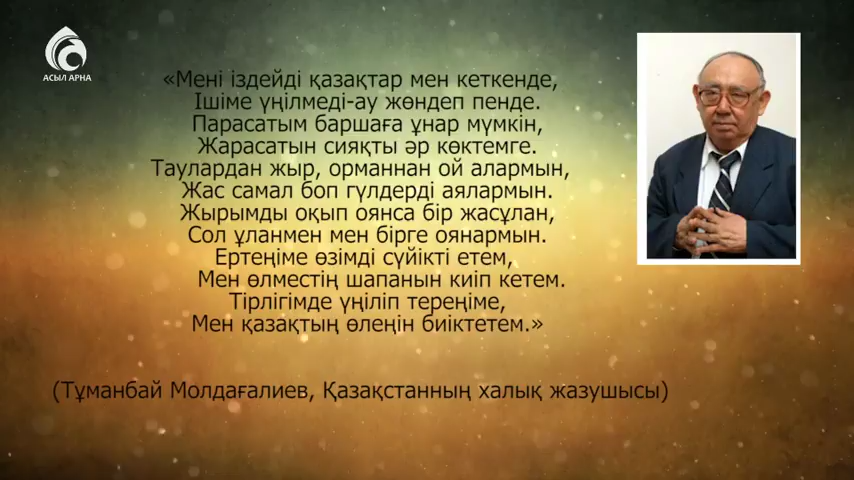 АСЫЛ АРНА
«Мені іздейді қазақтар мен кеткенде,
Ішіме үңілмеді-ау жөндеп пенде.
Парасатым баршаға ұнар мүмкін,
Жарасатын сияқты әр көктемге.
Таулардан жыр, орманнан ой алармын,
Жас самал боп гүлдерді аялармын.
Жырымды оқып оянса бір жасұлан,
Сол ұланмен мен бірге оянармын.
Ертеңіме өзімді сүйікті етем,
Мен өлместің шапанын киіп кетем.
Тірлігімде үңіліп тереңіме,
Мен қазақтың өлеңін биіктетем.»
(Тұманбай Молдағалиев, Қазақстанның халық жазушысы)